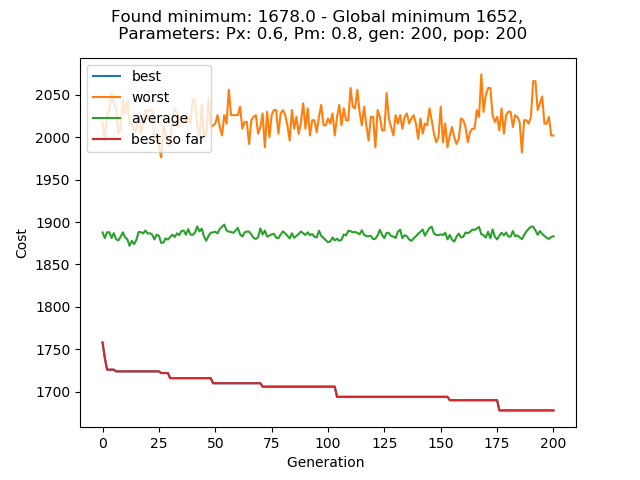 Found minimum: 1678.0 - Global minimum 1652,
Parameters: Px: 0.6, Pm: 0.8, gen: 200, pop: 200
best
worst
average
best so far
2050
2000
1950
1900
1850
1800
1750
1700
Cost
0 25 50 75 100 125 150 175 200
Generation